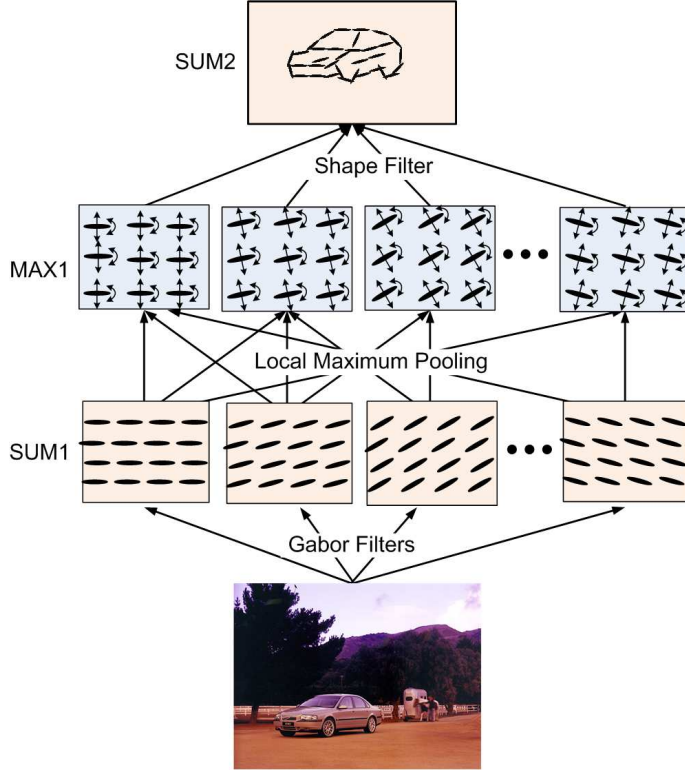 SUM2
Shape Filter
MAX1
Local Maximum Pooling
SUM1
Gabor Filters